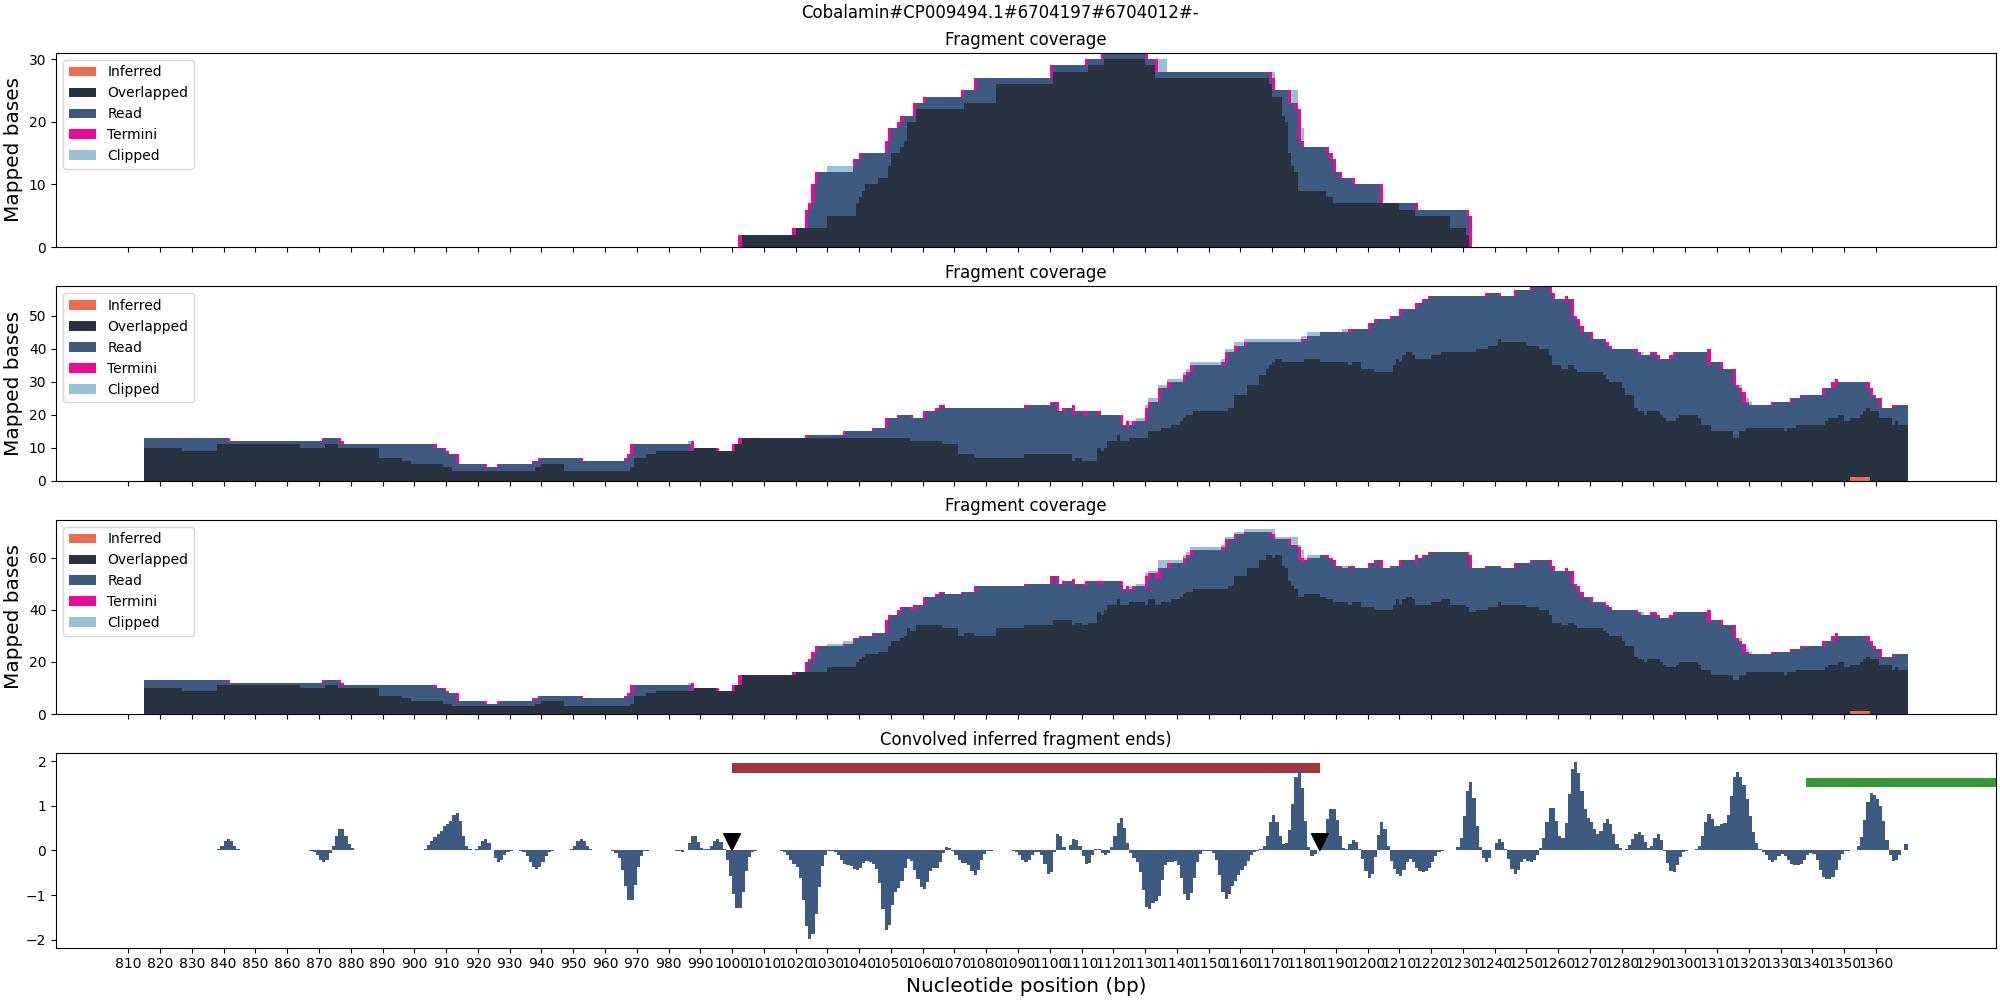 Cobalamin#CP009494.1#6704197#6704012#-
Fragment coverage
Mapped bases
30
20
10
0
Inferred
Overlapped
Read
Termini
Clipped
Fragment coverage
Mapped bases
50
40
30
20
10
0
Inferred
Overlapped
Read
Termini
Clipped
Fragment coverage
Mapped bases
60
40
20
0
Inferred
Overlapped
Read
Termini
Clipped
Convolved inferred fragment ends)
2
1
0
−1
−2
810 820 830 840 850 860 870 880 890 900 910 920 930 940 950 960 970 980 990 1000 1010 1020 1030 1040 1050 1060 1070 1080 1090 1100 1110 1120 1130 1140 1150 1160 1170 1180 1190 1200 1210 1220 1230 1240 1250 1260 1270 1280 1290 1300 1310 1320 1330 1340 1350 1360
Nucleotide position (bp)